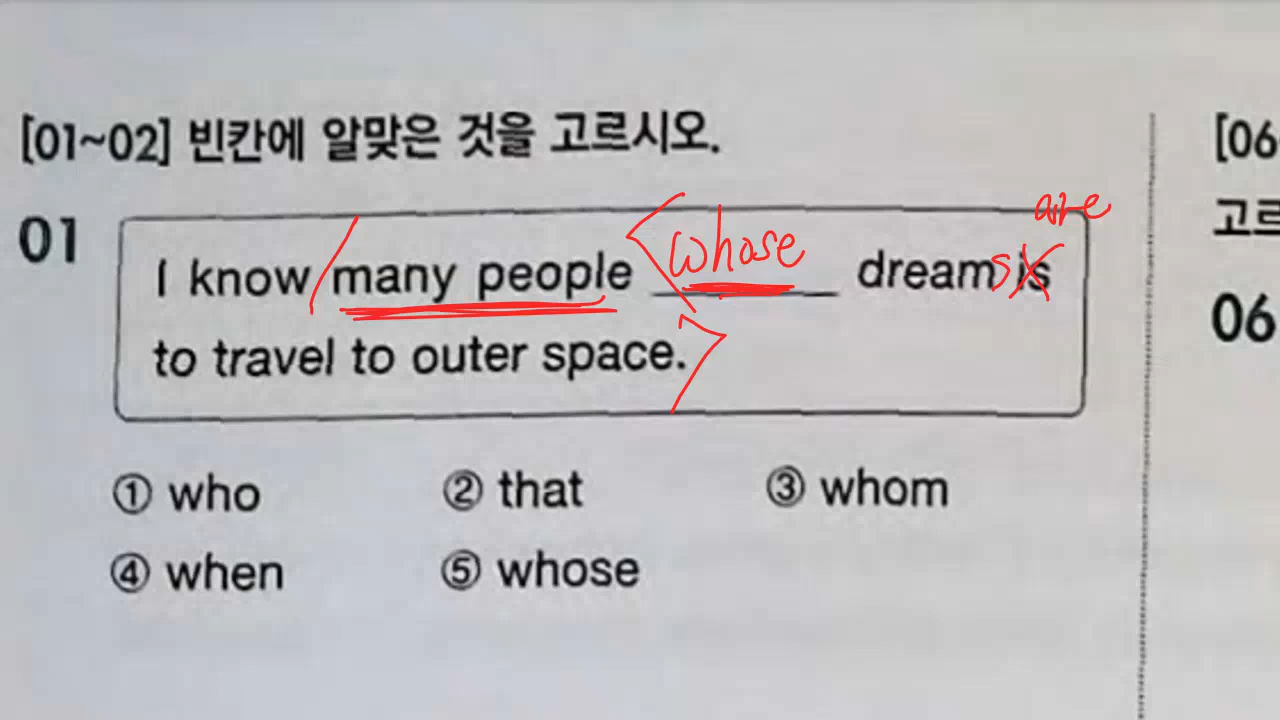 [01~02] 빈칸에 알맞은 것을 고르시오.
01
are
I know many people whose dreams is
to travel to outer space.
① who ② that ③ whom
④ when ⑤ whose
[06
고르
06